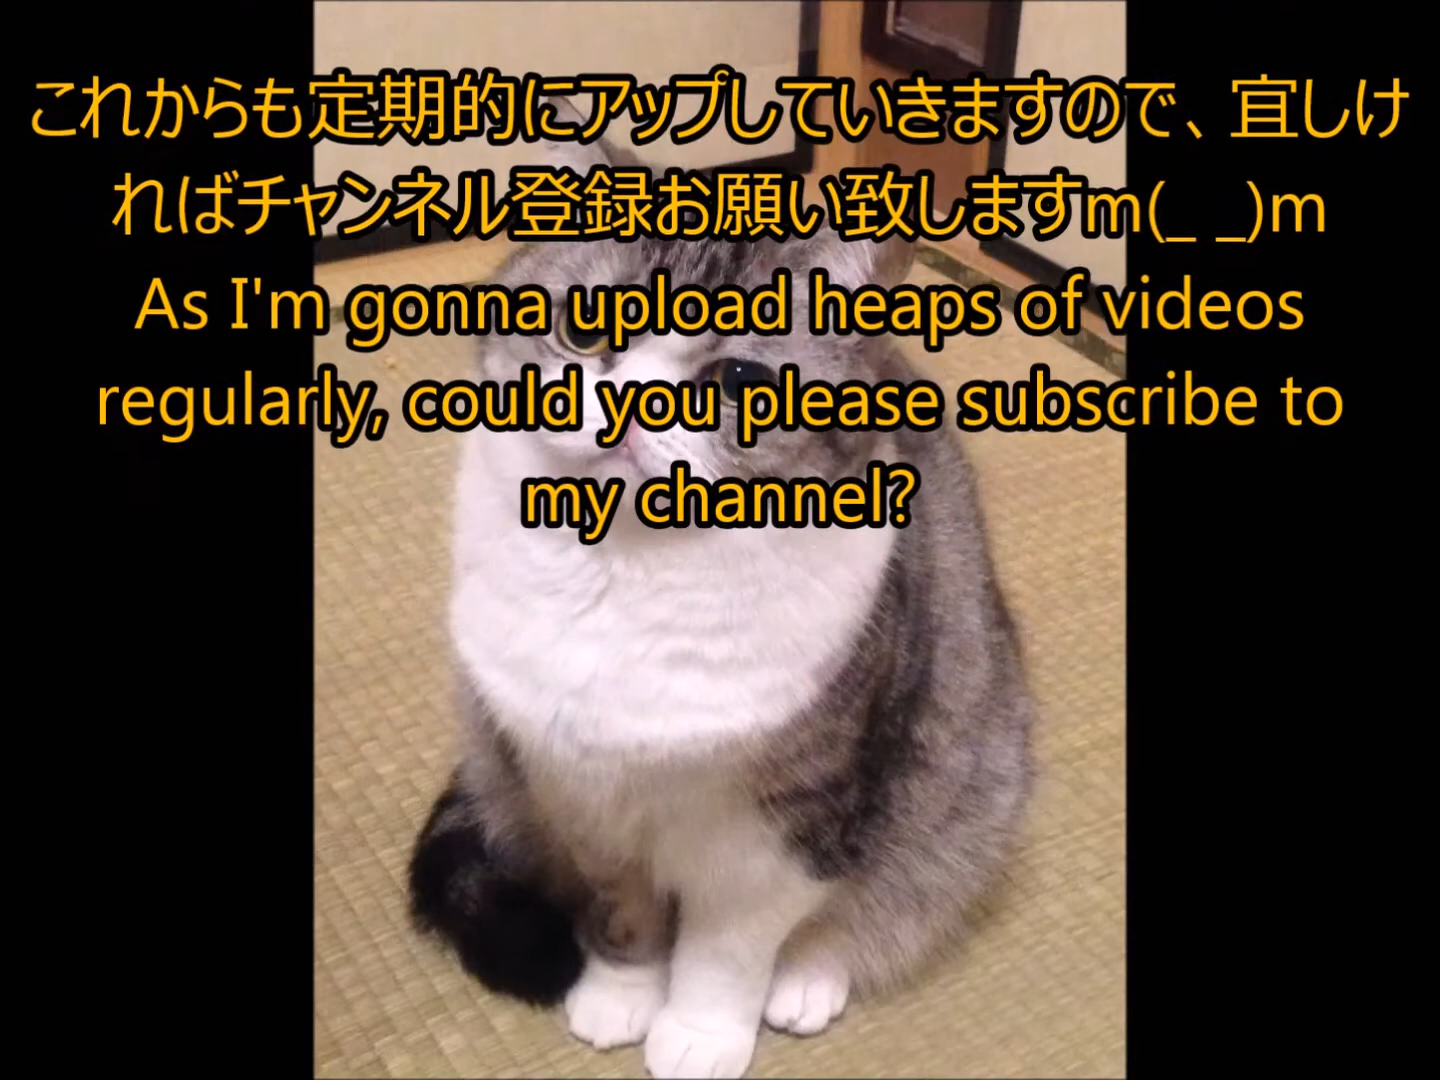 これからも定期的にアップしていきますので、宜しけ
ればチャンネル登録お願い致しますm(_ _)m
As I'm gonna upload heaps of videos
regularly, could you please subscribe to
my channel?